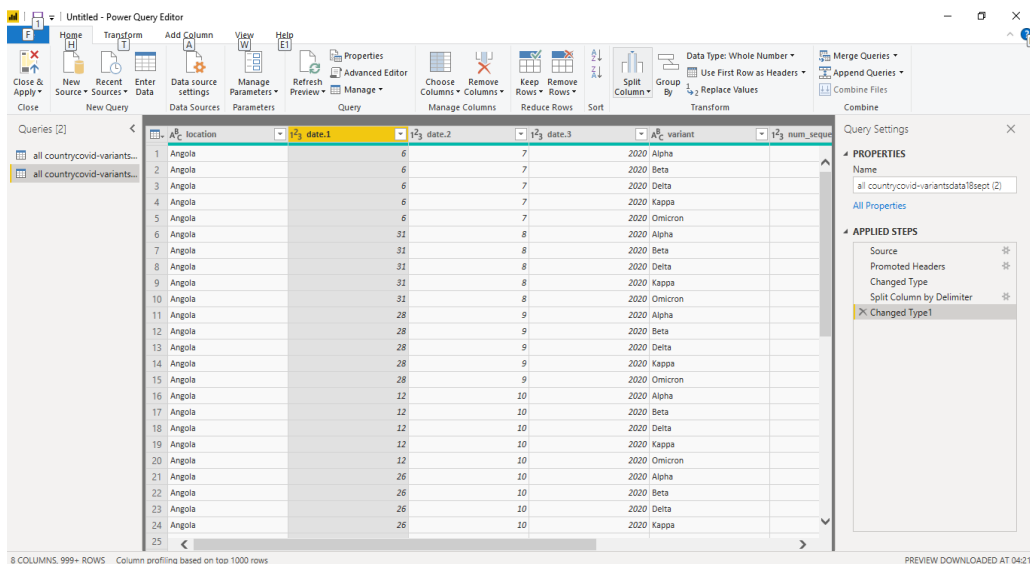 Untitled - Power Query Editor
1
F
Home Transform Add Column View Help
H T A W E1
Close & Apply
New Source
Recent Sources
Enter Data
Data source settings
Manage Parameters
Refresh Preview
Properties
Advanced Editor
Manage
Choose Columns
Remove Columns
Keep Rows
Remove Rows
Split Column
Group By
Data Type: Whole Number
Use First Row as Headers
Replace Values
Merge Queries
Append Queries
Combine Files
Close New Query Data Sources Parameters Query Manage Columns Reduce Rows Sort Transform Combine
Queries [2]
all countrycovid-variants...
all countrycovid-variants...
location date.1 date.2 date.3 variant num_seque
1 Angola 6 7 2020 Alpha
2 Angola 6 7 2020 Beta
3 Angola 6 7 2020 Delta
4 Angola 6 7 2020 Kappa
5 Angola 6 7 2020 Omicron
6 Angola 31 8 2020 Alpha
7 Angola 31 8 2020 Beta
8 Angola 31 8 2020 Delta
9 Angola 31 8 2020 Kappa
10 Angola 31 8 2020 Omicron
11 Angola 28 9 2020 Alpha
12 Angola 28 9 2020 Beta
13 Angola 28 9 2020 Delta
14 Angola 28 9 2020 Kappa
15 Angola 28 9 2020 Omicron
16 Angola 12 10 2020 Alpha
17 Angola 12 10 2020 Beta
18 Angola 12 10 2020 Delta
19 Angola 12 10 2020 Kappa
20 Angola 12 10 2020 Omicron
21 Angola 26 10 2020 Alpha
22 Angola 26 10 2020 Beta
23 Angola 26 10 2020 Delta
24 Angola 26 10 2020 Kappa
25
Query Settings
PROPERTIES
Name
all countrycovid-variantsdata18sept (2)
All Properties
APPLIED STEPS
Source
Promoted Headers
Changed Type
Split Column by Delimiter
Changed Type1
8 COLUMNS, 999+ ROWS Column profiling based on top 1000 rows
PREVIEW DOWNLOADED AT 04:21